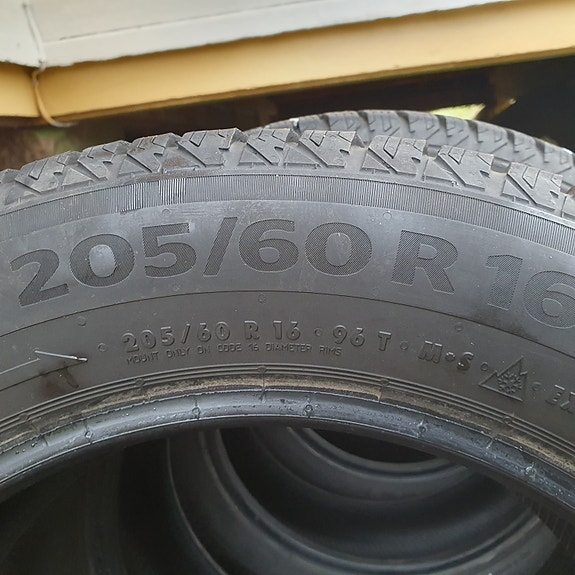 205/60 R 16
205/60 R 16 • 96 T • M•S
MOUNT ONLY ON CODE 16 DIAMETER RIMS